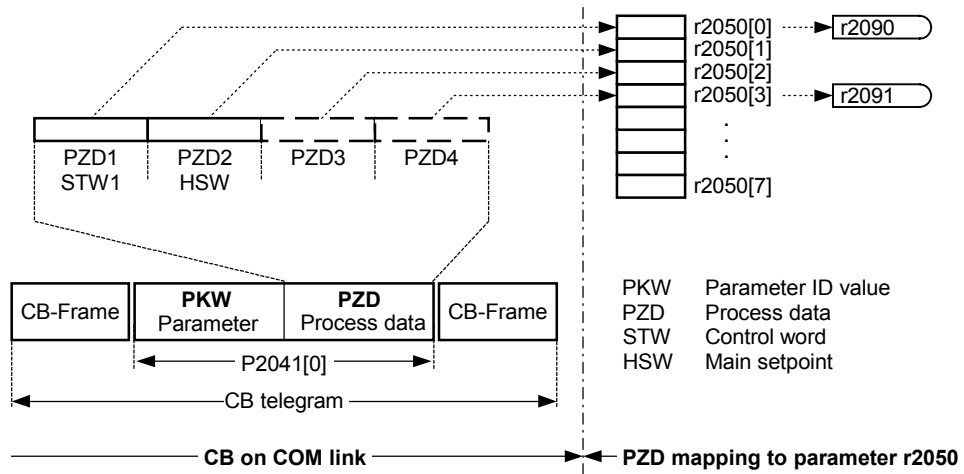 r2050[0] r2090
r2050[1]
r2050[2]
r2050[3] r2091
r2050[7]
PZD1 PZD2 PZD3 PZD4
STW1 HSW
CB-Frame PKW Parameter PZD Process data CB-Frame
P2041[0]
CB telegram
PKW Parameter ID value
PZD Process data
STW Control word
HSW Main setpoint
CB on COM link PZD mapping to parameter r2050